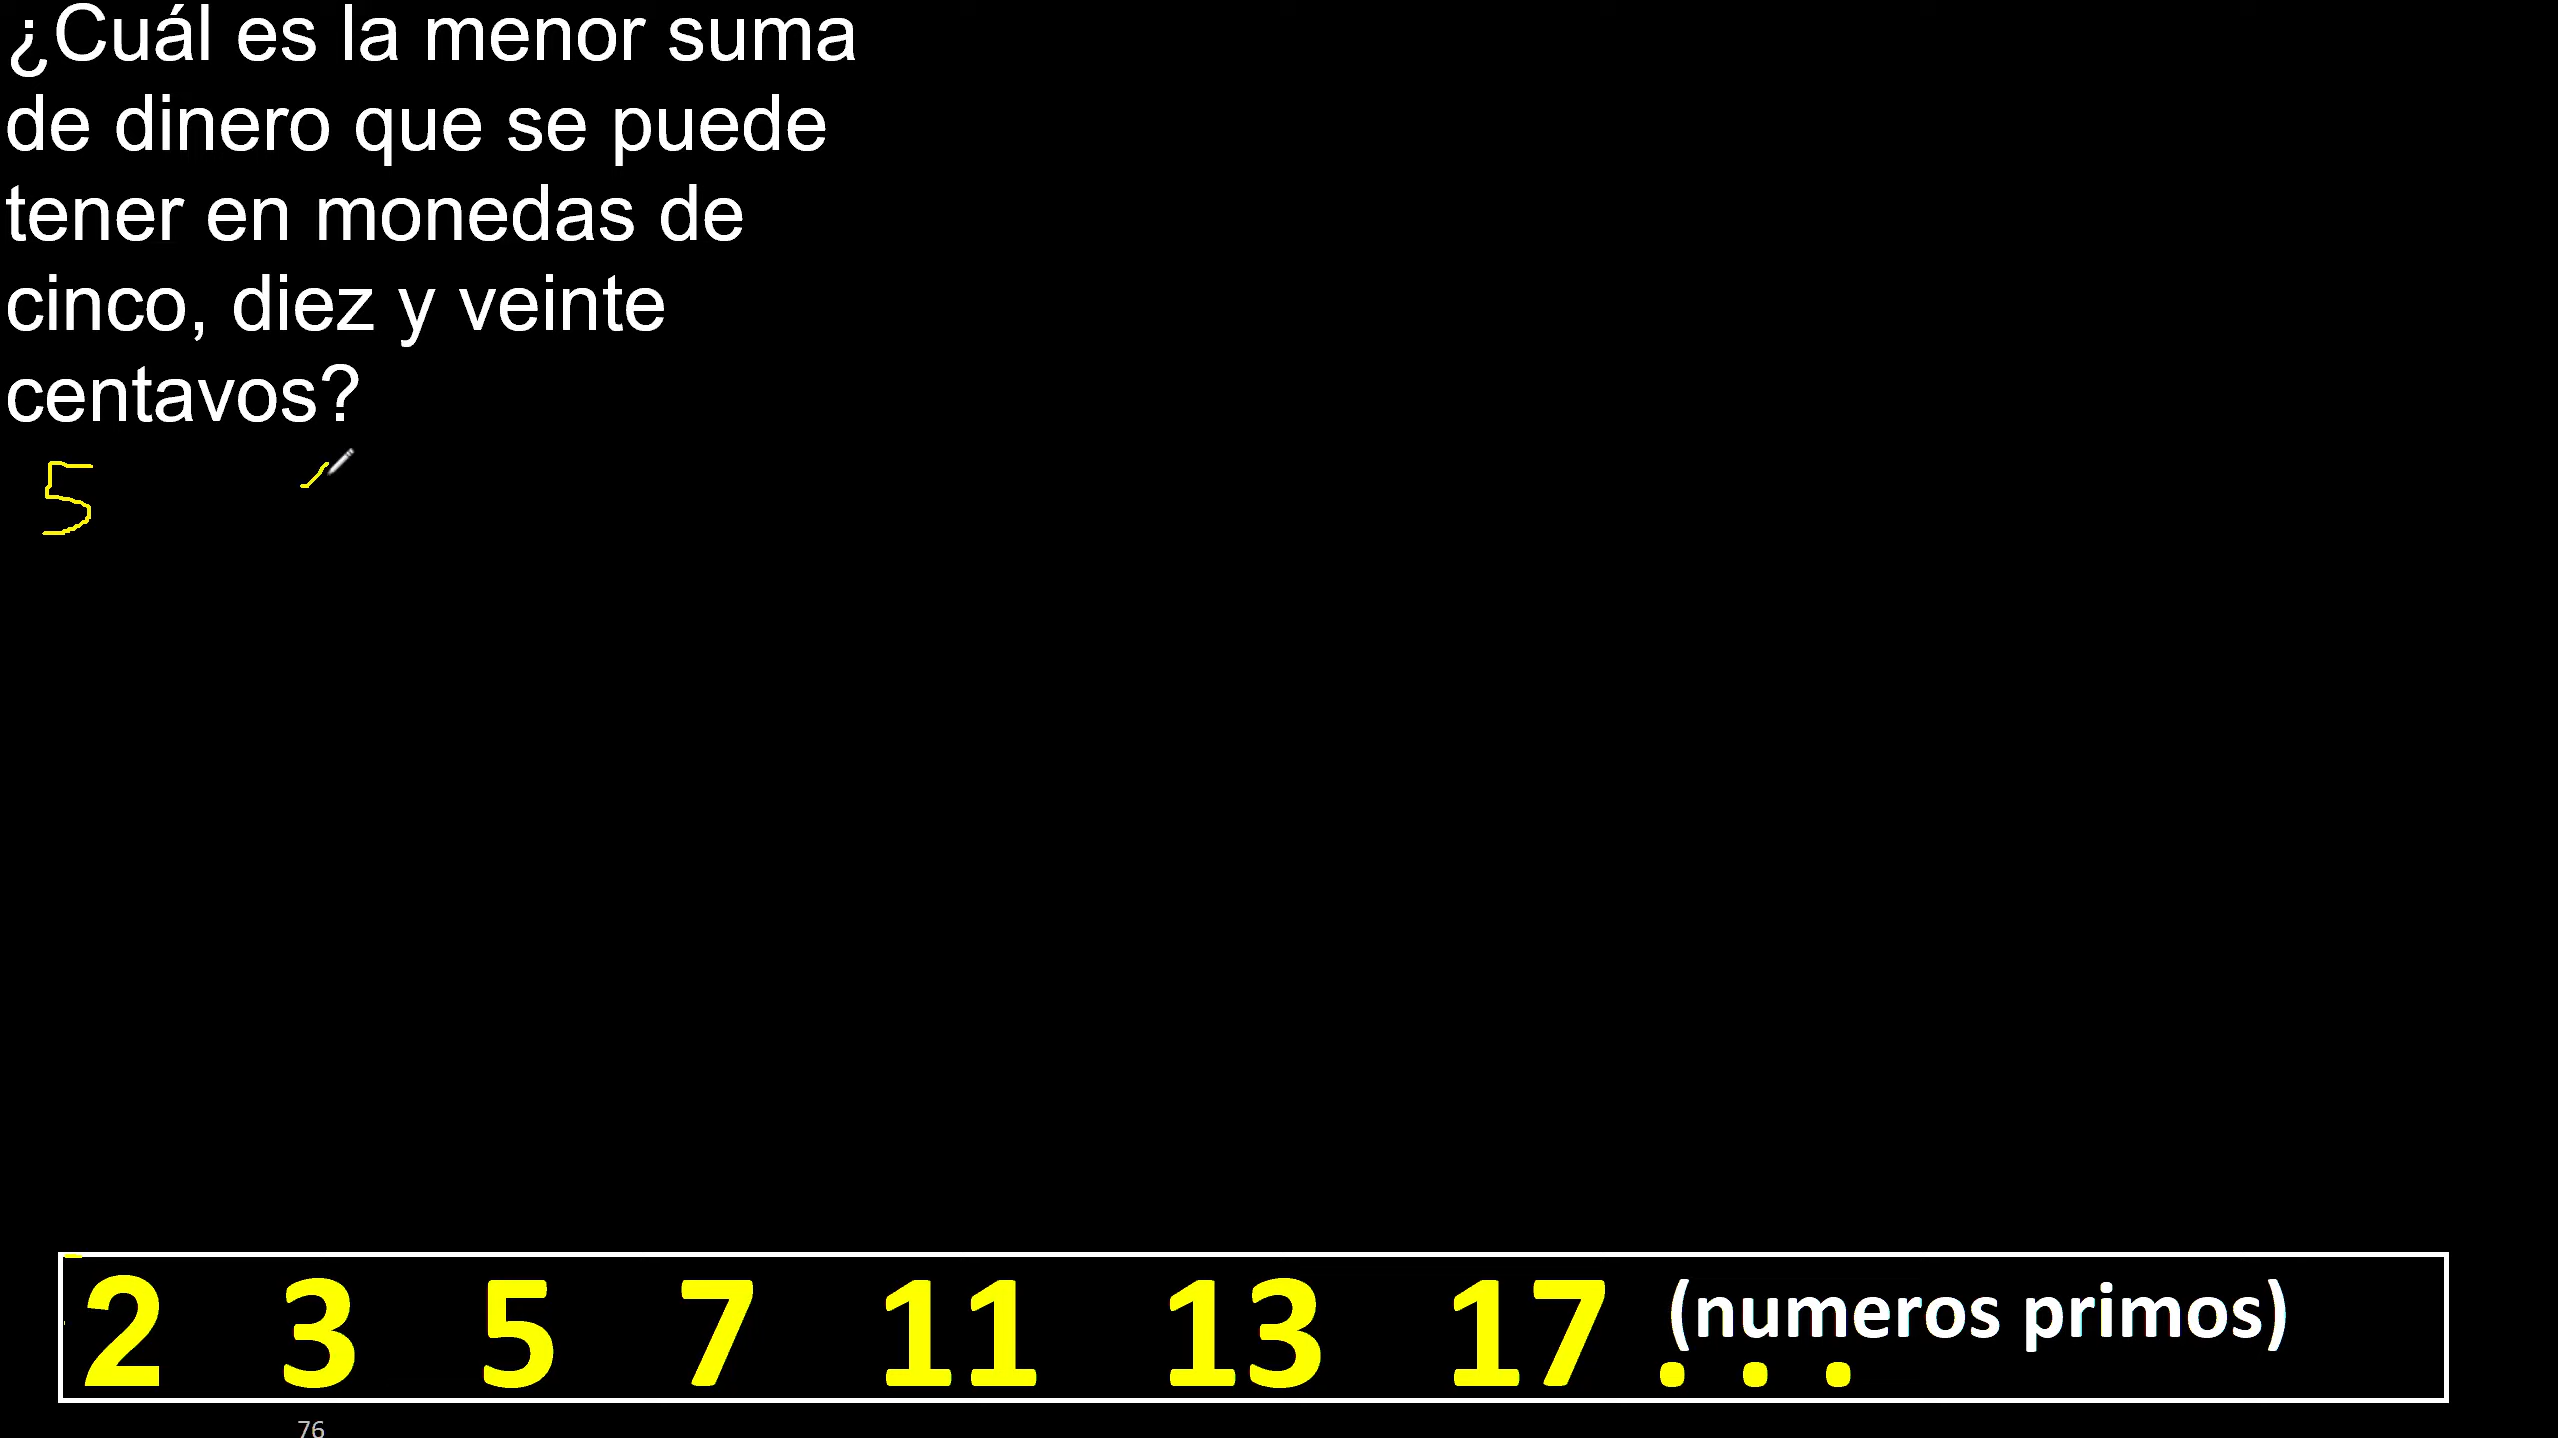 ¿Cuál es la menor suma
de dinero que se puede
tener en monedas de
cinco, diez y veinte
centavos?
5
2 3 5 7 11 13 17 . . . (numeros primos)
76